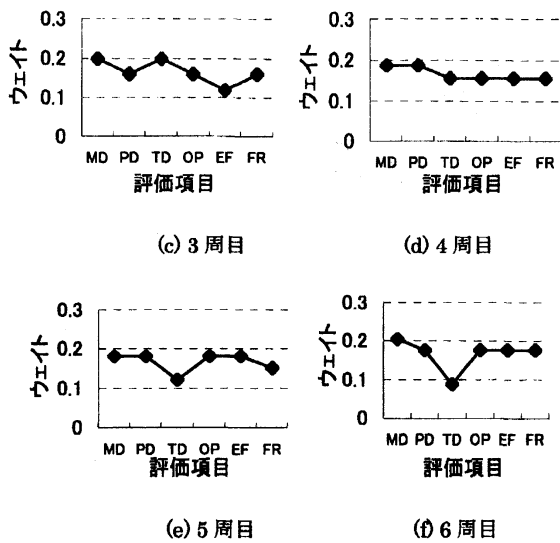 0.3
0.2
0.1
0
ウェイト
MD PD TD OP EF FR
評価項目
(c) 3 周目
0.3
0.2
0.1
0
ウェイト
MD PD TD OP EF FR
評価項目
(d) 4 周目
0.3
0.2
0.1
0
ウェイト
MD PD TD OP EF FR
評価項目
(e) 5 周目
0.3
0.2
0.1
0
ウェイト
MD PD TD OP EF FR
評価項目
(f) 6 周目